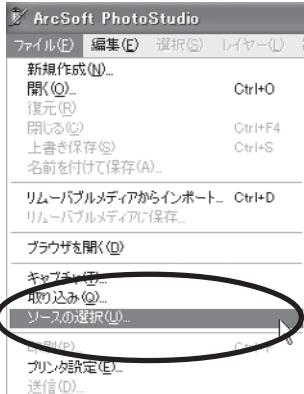 ArcSoft PhotoStudio
ファイル(F) 編集(E) 選択(S) レイヤー(L)
新規作成(N)...
開く(O)... Ctrl+O
復元(R)
閉じる(C) Ctrl+F4
上書き保存(S) Ctrl+S
名前を付けて保存(A)...
リムーバブルメディアからインポート... Ctrl+D
リムーバブルメディアに保存...
ブラウザを開く(D)
キャプチャ(T)...
取り込み(Q)...
ソースの選択(U)...
印刷(P)
プリンタ設定(E)...
送信(D)...